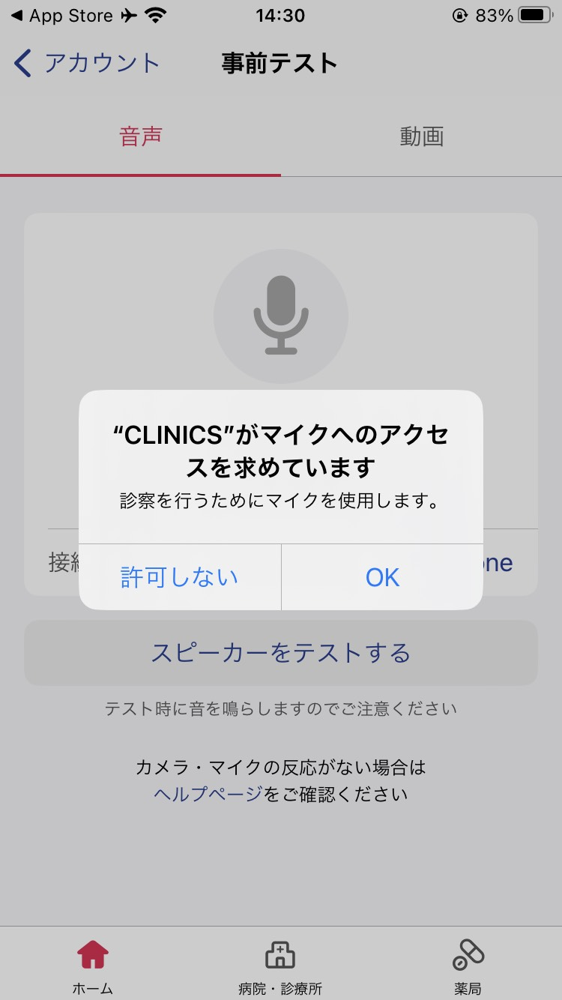 App Store
14:30
83%
アカウント
事前テスト
音声
動画
“CLINICS”がマイクへのアクセ
スを求めています
診察を行うためにマイクを使用します。
許可しない
OK
スピーカーをテストする
テスト時に音を鳴らしますのでご注意ください
カメラ・マイクの反応がない場合は
ヘルプページをご確認ください
ホーム
病院・診療所
薬局